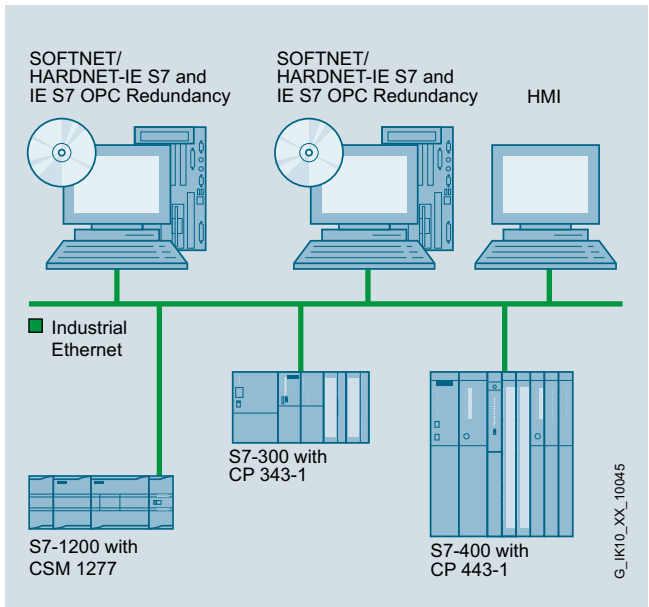 SOFTNET/
HARDNET-IE S7 and
IE S7 OPC Redundancy
SOFTNET/
HARDNET-IE S7 and
IE S7 OPC Redundancy
HMI
Industrial
Ethernet
S7-300 with
CP 343-1
S7-1200 with
CSM 1277
S7-400 with
CP 443-1
G_IK10_XX_10045